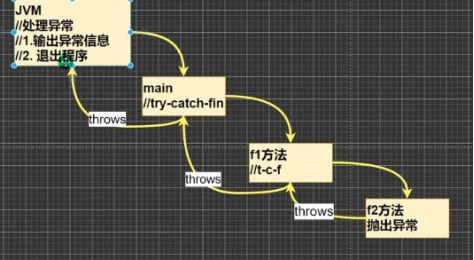 JVM
//处理异常
//1.输出异常信息
//2. 退出程序
main
//try-catch-fin
throws
f1方法
//t-c-f
throws
f2方法
抛出异常
throws